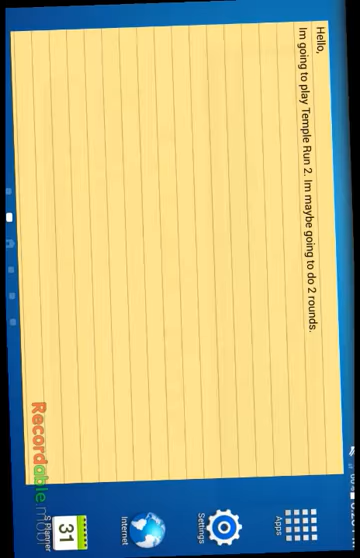 Hello,
Im going to play Temple Run 2. Im maybe going to do 2 rounds.
Apps
Settings
Internet
31
S Planner
Recordable.mobi